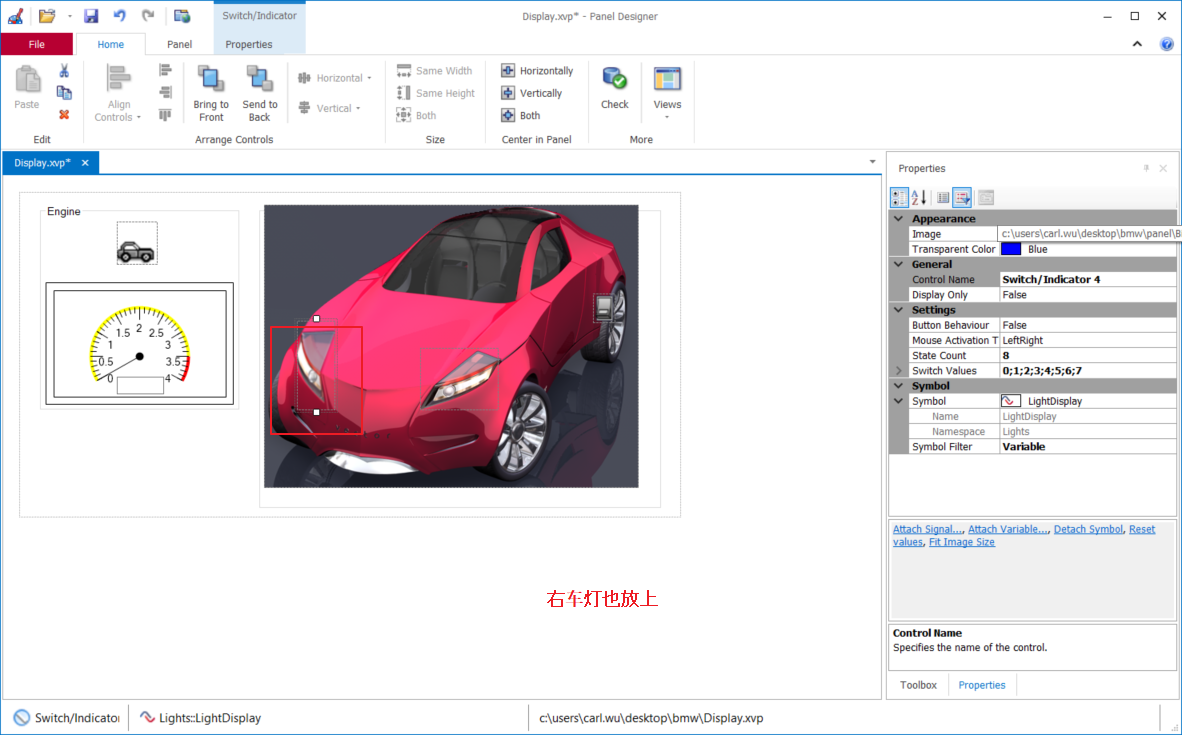 Switch/Indicator
Display.xvp* - Panel Designer
File
Home
Panel
Properties
Paste
Edit
Align
Controls
Bring to
Front
Send to
Back
Horizontal
Vertical
Arrange Controls
Same Width
Same Height
Both
Size
Horizontally
Vertically
Both
Center in Panel
Check
Views
More
Display.xvp*
Engine
0
0.5
1
1.5
2
2.5
3
3.5
4
右车灯也放上
Properties
Appearance
Image c:\users\carl.wu\desktop\bmw\panel\B
Transparent Color Blue
General
Control Name Switch/Indicator 4
Display Only False
Settings
Button Behaviour False
Mouse Activation T LeftRight
State Count 8
Switch Values 0;1;2;3;4;5;6;7
Symbol
Symbol LightDisplay
Name LightDisplay
Namespace Lights
Symbol Filter Variable
Attach Signal..., Attach Variable..., Detach Symbol, Reset
values, Fit Image Size
Control Name
Specifies the name of the control.
Toolbox
Properties
Switch/Indicator
Lights::LightDisplay
c:\users\carl.wu\desktop\bmw\Display.xvp